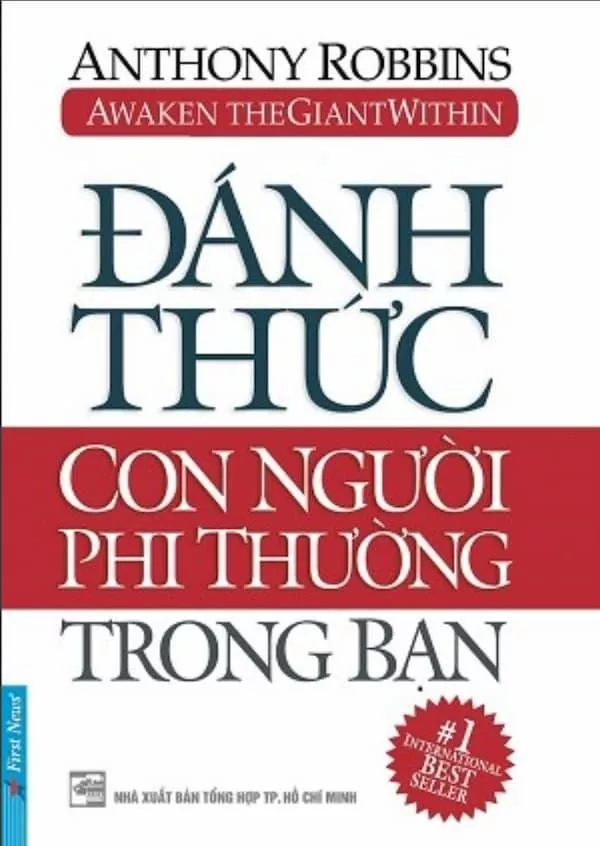 ANTHONY ROBBINS
AWAKEN THEGIANTWITHIN
ĐÁNH
THỨC
CON NGƯỜI
PHI THƯỜNG
TRONG BẠN
#1
INTERNATIONAL
BEST
SELLER
First News®
NHÀ XUẤT BẢN TỔNG HỢP TP. HỒ CHÍ MINH